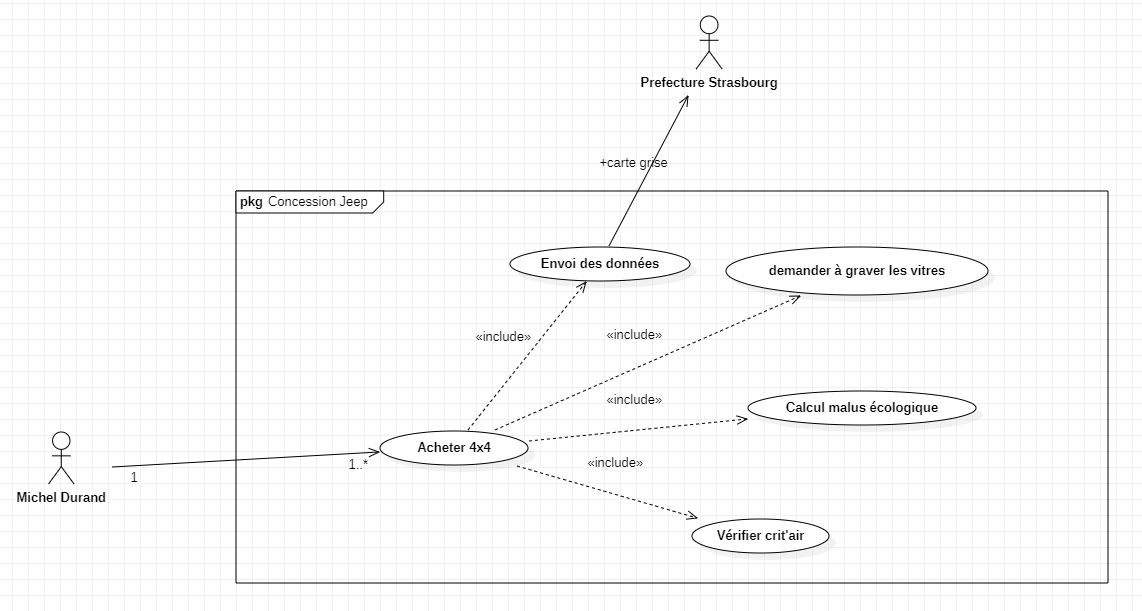 Prefecture Strasbourg
+carte grise
pkg Concession Jeep
Envoi des données
demander à graver les vitres
«include»
«include»
«include»
Calcul malus écologique
Acheter 4x4
«include»
1..*
1
Michel Durand
Vérifier crit'air